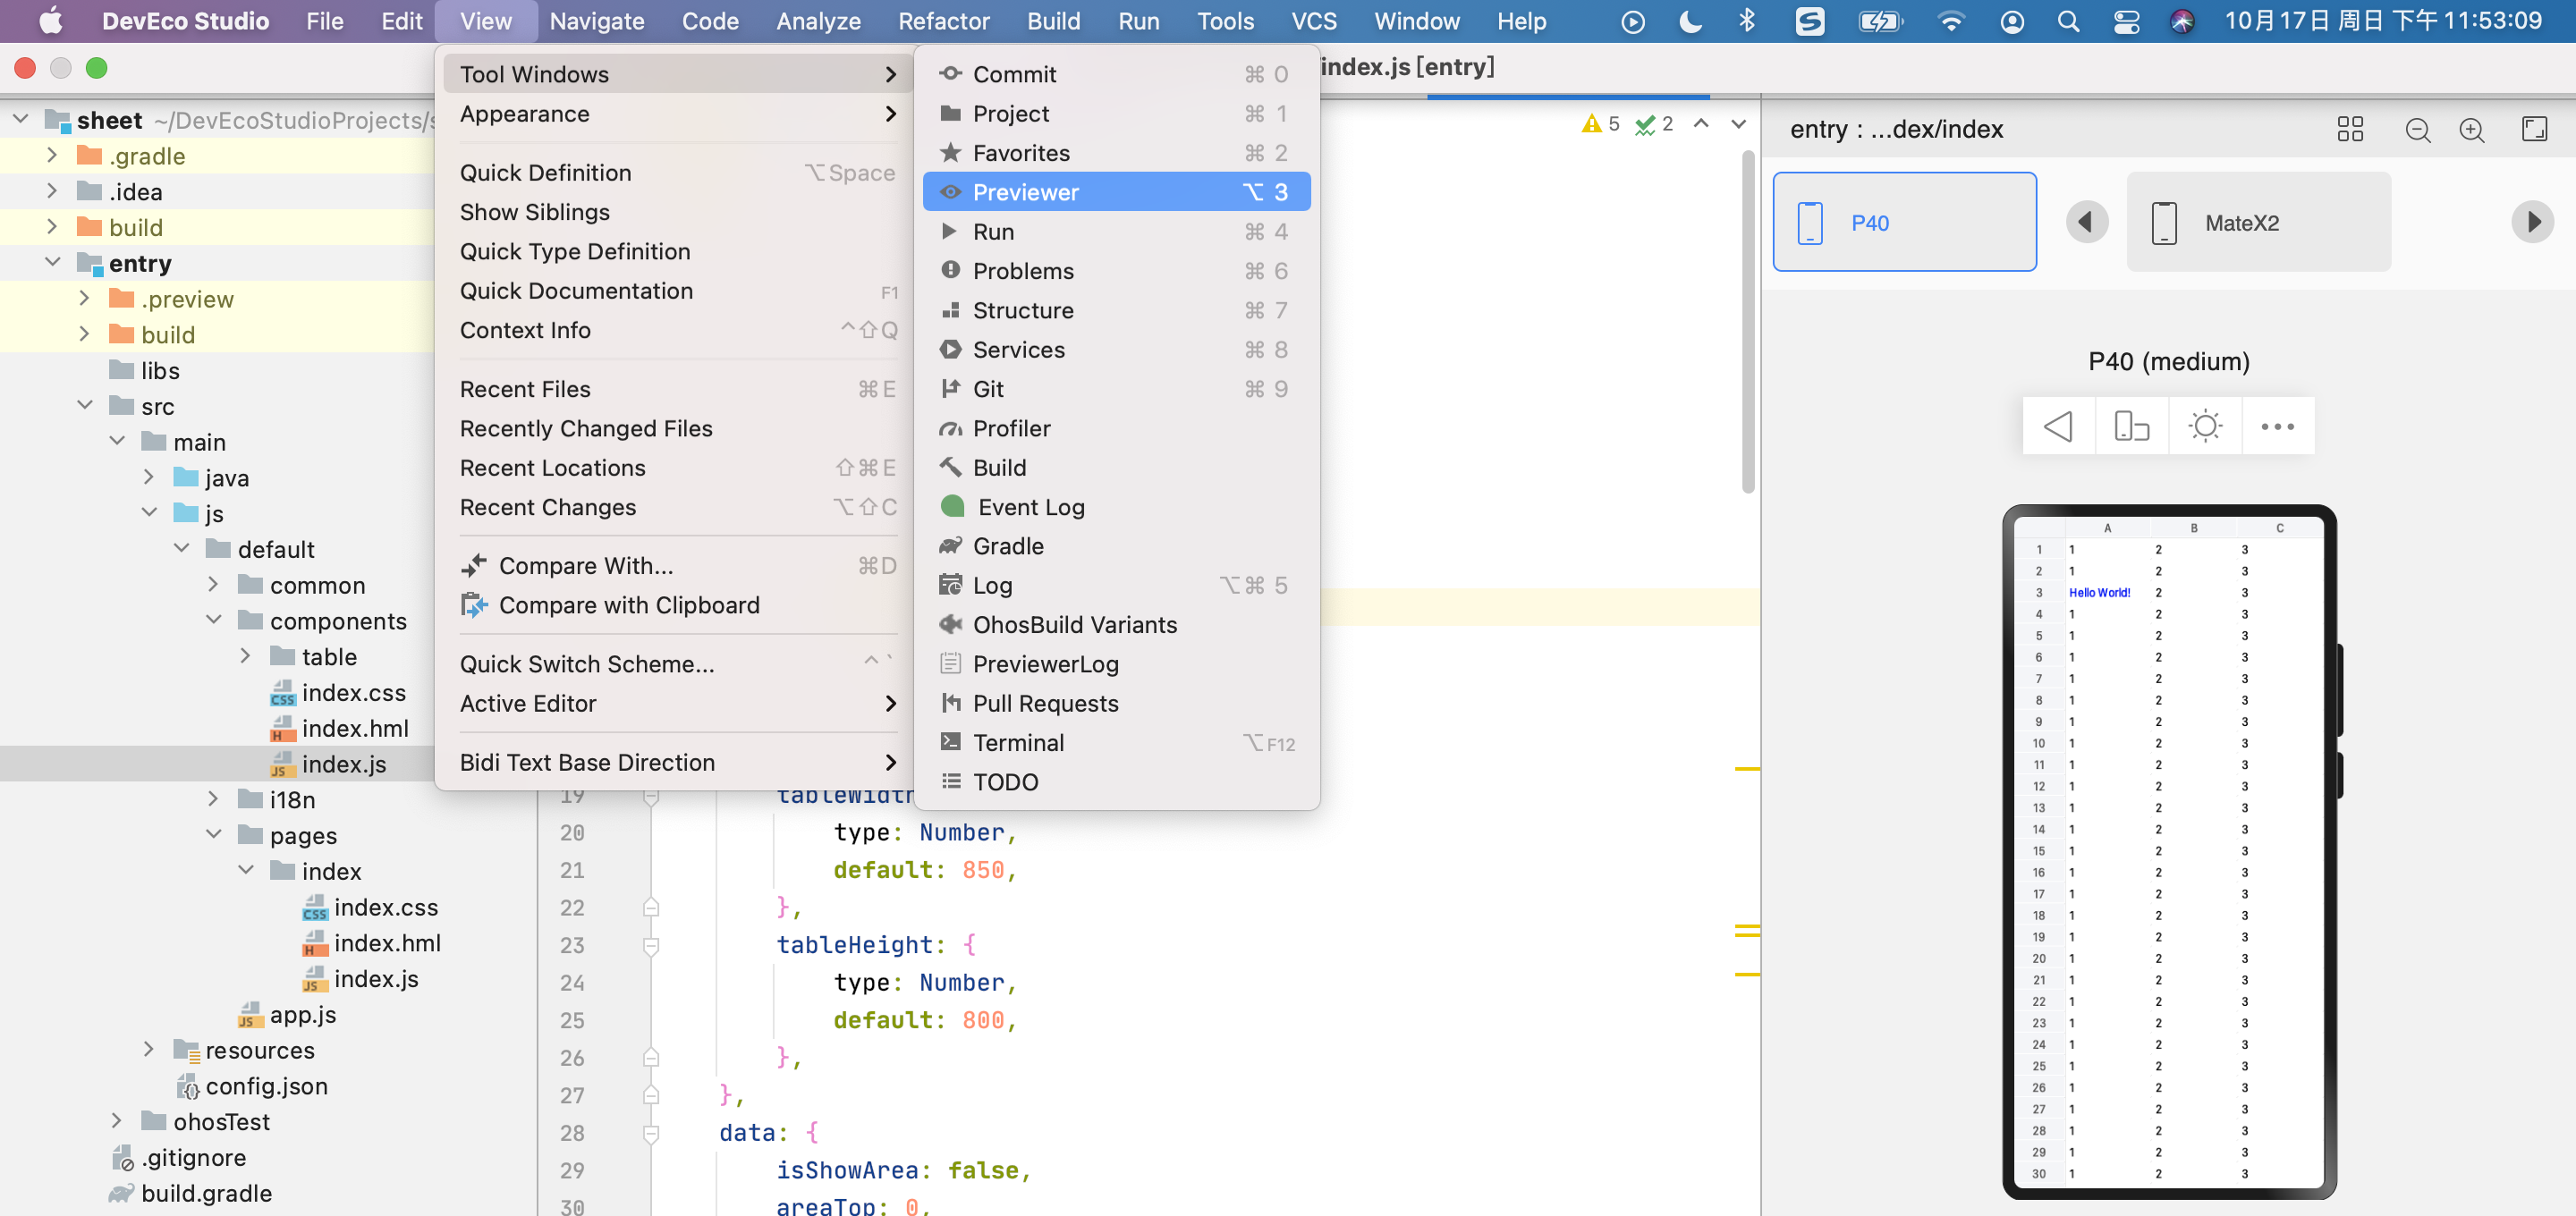 DevEco Studio File Edit View Navigate Code Analyze Refactor Build Run Tools VCS Window Help 10月17日 周日 下午 11:53:09
index.js [entry]
sheet ~/DevEcoStudioProjects/s
.gradle
.idea
build
entry
.preview
build
libs
src
main
java
js
default
common
components
table
index.css
index.hml
index.js
i18n
pages
index
index.css
index.hml
index.js
app.js
resources
config.json
ohosTest
.gitignore
build.gradle
Tool Windows
Appearance
Quick Definition ⌥Space
Show Siblings
Quick Type Definition
Quick Documentation F1
Context Info ^⇧Q
Recent Files ⌘E
Recently Changed Files
Recent Locations ⇧⌘E
Recent Changes ⌥⇧C
Compare With... ⌘D
Compare with Clipboard
Quick Switch Scheme... ^`
Active Editor
Bidi Text Base Direction
Commit ⌘ 0
Project ⌘ 1
Favorites ⌘ 2
Previewer ⌥ 3
Run ⌘ 4
Problems ⌘ 6
Structure ⌘ 7
Services ⌘ 8
Git ⌘ 9
Profiler
Build
Event Log
Gradle
Log ⌥⌘ 5
OhosBuild Variants
PreviewerLog
Pull Requests
Terminal ⌥F12
TODO
5 2
19 tableWidth
20 type: Number,
21 default: 850,
22 },
23 tableHeight: {
24 type: Number,
25 default: 800,
26 },
27 },
28 data: {
29 isShowArea: false,
30 areaTop: 0,
entry : ...dex/index
P40
MateX2
P40 (medium)
A B C
1 1 2 3
2 1 2 3
3 Hello World! 2 3
4 1 2 3
5 1 2 3
6 1 2 3
7 1 2 3
8 1 2 3
9 1 2 3
10 1 2 3
11 1 2 3
12 1 2 3
13 1 2 3
14 1 2 3
15 1 2 3
16 1 2 3
17 1 2 3
18 1 2 3
19 1 2 3
20 1 2 3
21 1 2 3
22 1 2 3
23 1 2 3
24 1 2 3
25 1 2 3
26 1 2 3
27 1 2 3
28 1 2 3
29 1 2 3
30 1 2 3